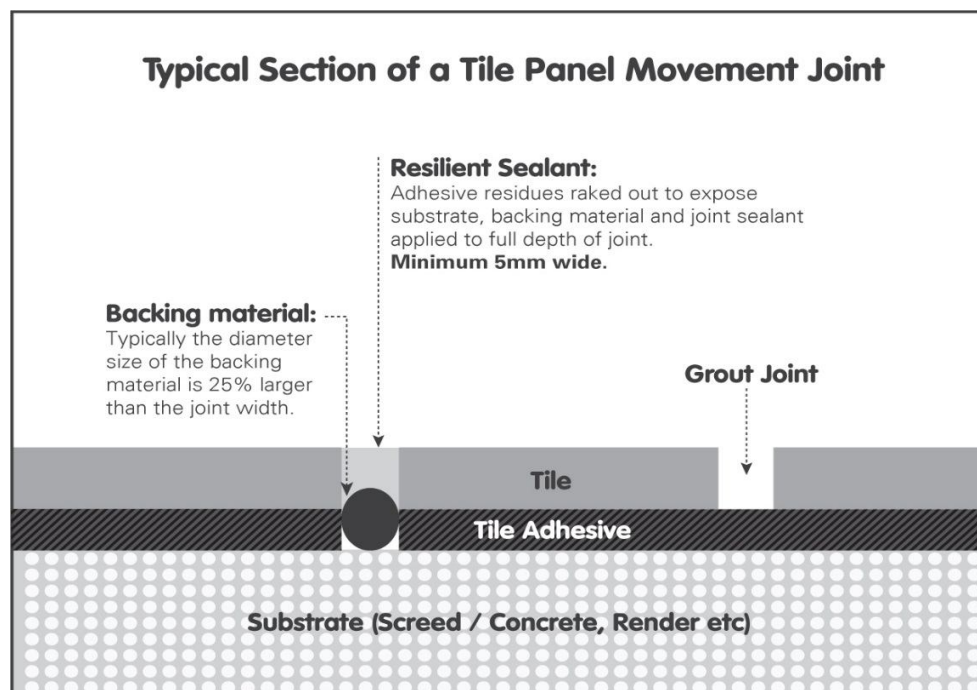 Typical Section of a Tile Panel Movement Joint
Resilient Sealant:
Adhesive residues raked out to expose
substrate, backing material and joint sealant
applied to full depth of joint.
Minimum 5mm wide.
Backing material:
Typically the diameter
size of the backing
material is 25% larger
than the joint width.
Grout Joint
Tile
Tile Adhesive
Substrate (Screed / Concrete, Render etc)